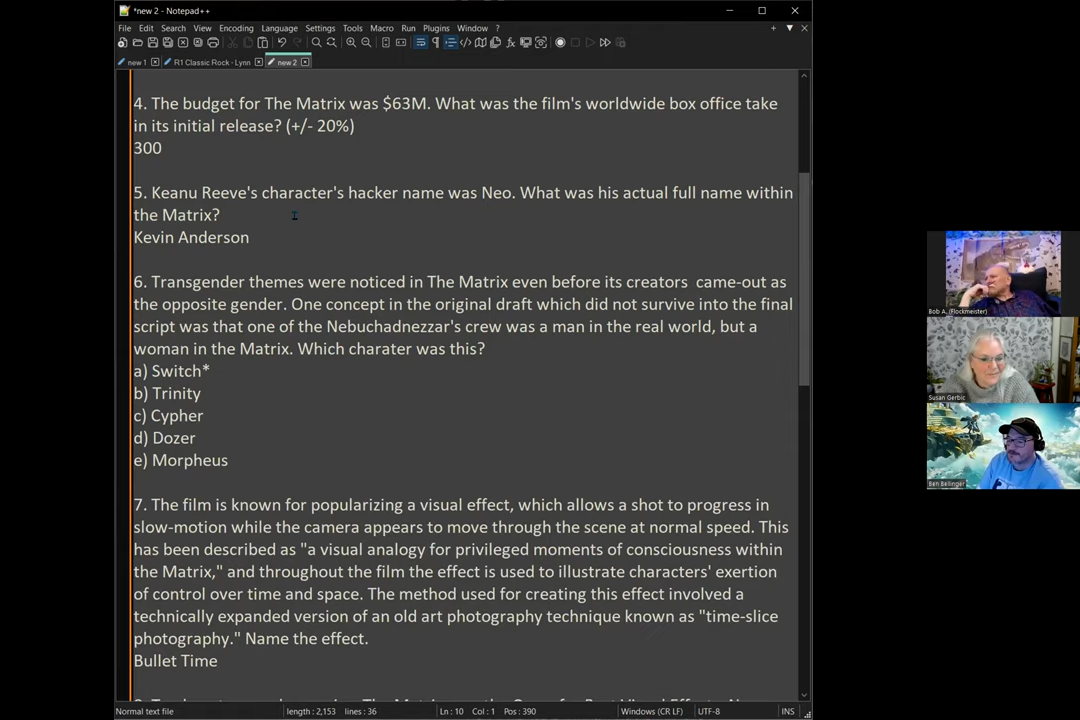 *new 2 - Notepad++
File Edit Search View Encoding Language Settings Tools Macro Run Plugins Window ?
new 1 R1 Classic Rock - Lynn new 2
4. The budget for The Matrix was $63M. What was the film's worldwide box office take
in its initial release? (+/- 20%)
300
5. Keanu Reeve's character's hacker name was Neo. What was his actual full name within
the Matrix?
Kevin Anderson
6. Transgender themes were noticed in The Matrix even before its creators came-out as
the opposite gender. One concept in the original draft which did not survive into the final
script was that one of the Nebuchadnezzar's crew was a man in the real world, but a
woman in the Matrix. Which charater was this?
a) Switch*
b) Trinity
c) Cypher
d) Dozer
e) Morpheus
7. The film is known for popularizing a visual effect, which allows a shot to progress in
slow-motion while the camera appears to move through the scene at normal speed. This
has been described as "a visual analogy for privileged moments of consciousness within
the Matrix," and throughout the film the effect is used to illustrate characters' exertion
of control over time and space. The method used for creating this effect involved a
technically expanded version of an old art photography technique known as "time-slice
photography." Name the effect.
Bullet Time
Normal text file length : 2,153 lines : 36 Ln : 10 Col : 1 Pos : 390 Windows (CR LF) UTF-8 INS
Bob A. (Flockmeister)
Susan Gerbic
Ben Bellinger